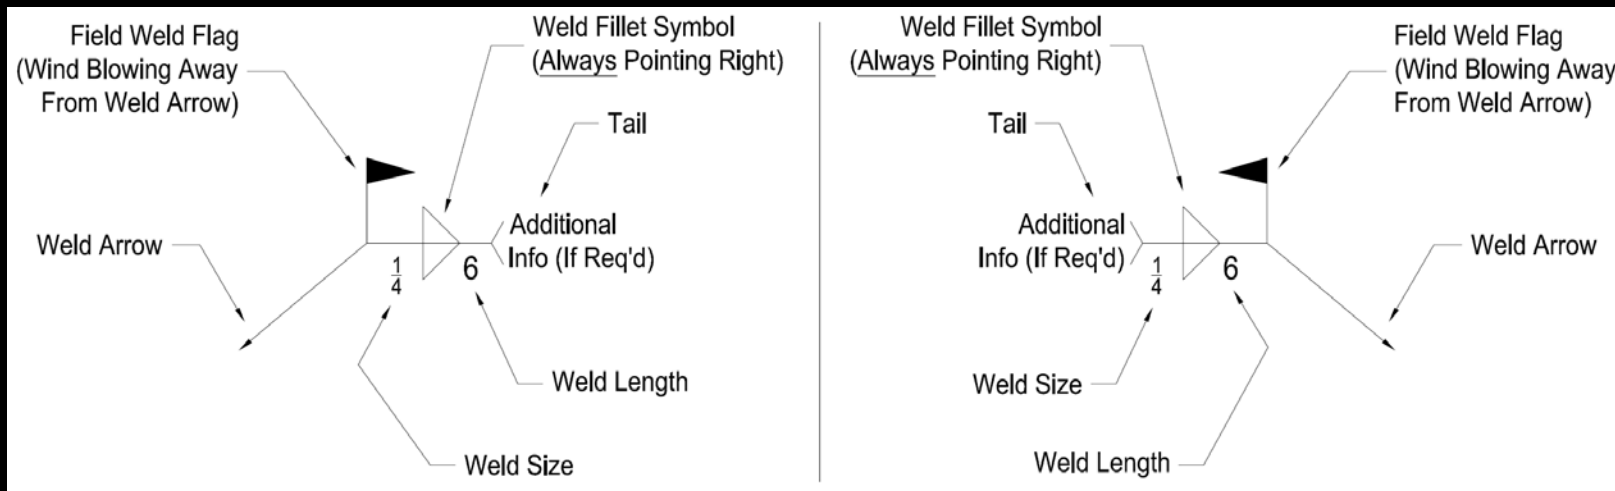 Field Weld Flag
(Wind Blowing Away
From Weld Arrow)
Weld Fillet Symbol
(Always Pointing Right)
Tail
Additional
Info (If Req'd)
Weld Arrow
1/4
6
Weld Length
Weld Size
Weld Fillet Symbol
(Always Pointing Right)
Field Weld Flag
(Wind Blowing Away
From Weld Arrow)
Tail
Additional
Info (If Req'd)
1/4
6
Weld Arrow
Weld Size
Weld Length